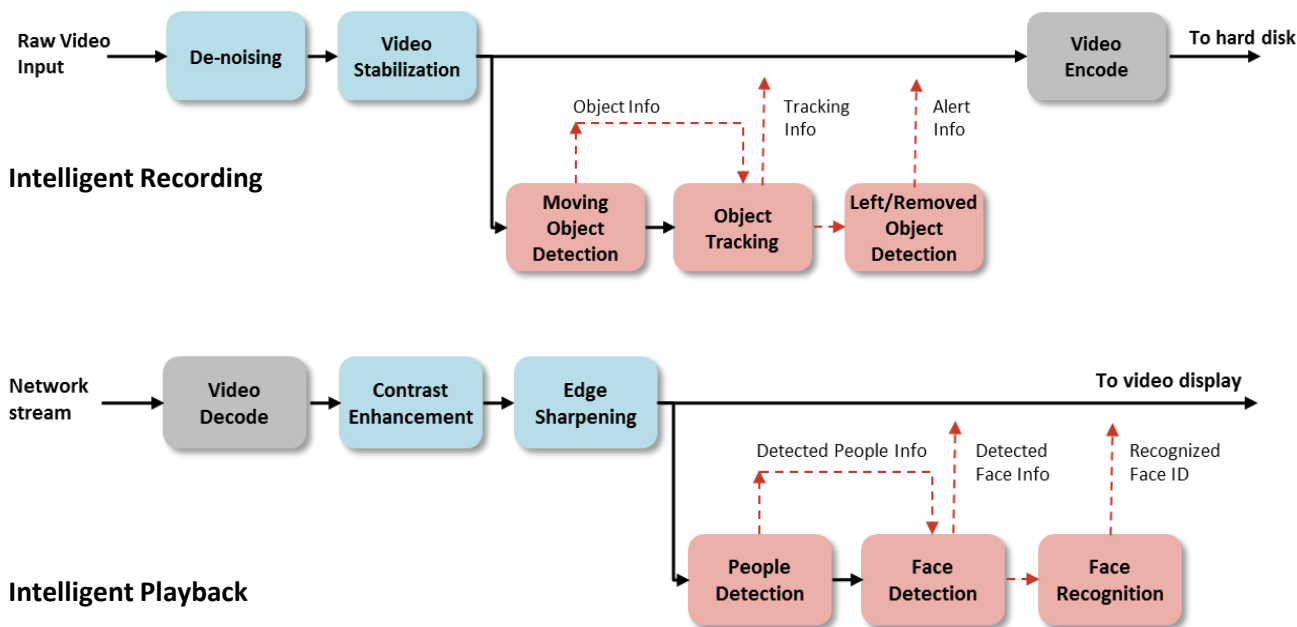 Raw Video
Input
De-noising
Video
Stabilization
Video
Encode
To hard disk
Object Info
Tracking
Info
Alert
Info
Intelligent Recording
Moving
Object
Detection
Object
Tracking
Left/Removed
Object
Detection
Network
stream
Video
Decode
Contrast
Enhancement
Edge
Sharpening
To video display
Detected People Info
Detected
Face Info
Recognized
Face ID
People
Detection
Face
Detection
Face
Recognition
Intelligent Playback